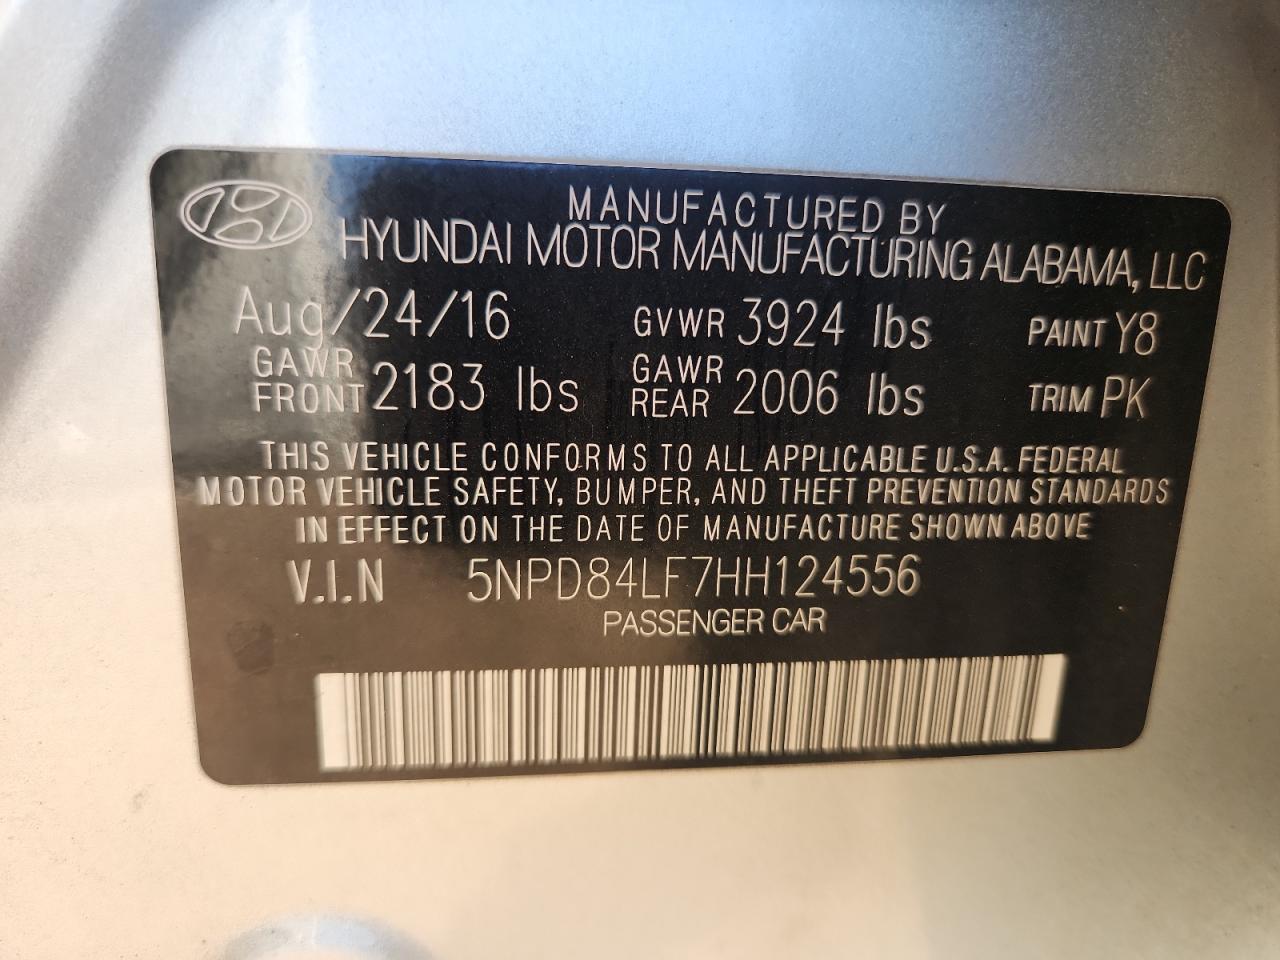 MANUFACTURED BY
HYUNDAI MOTOR MANUFACTURING ALABAMA, LLC
Aug/24/16 GVWR 3924 lbs PAINT Y8
GAWR FRONT 2183 lbs GAWR REAR 2006 lbs TRIM PK
THIS VEHICLE CONFORMS TO ALL APPLICABLE U.S.A. FEDERAL
MOTOR VEHICLE SAFETY, BUMPER, AND THEFT PREVENTION STANDARDS
IN EFFECT ON THE DATE OF MANUFACTURE SHOWN ABOVE
V.I.N 5NPD84LF7HH124556
PASSENGER CAR